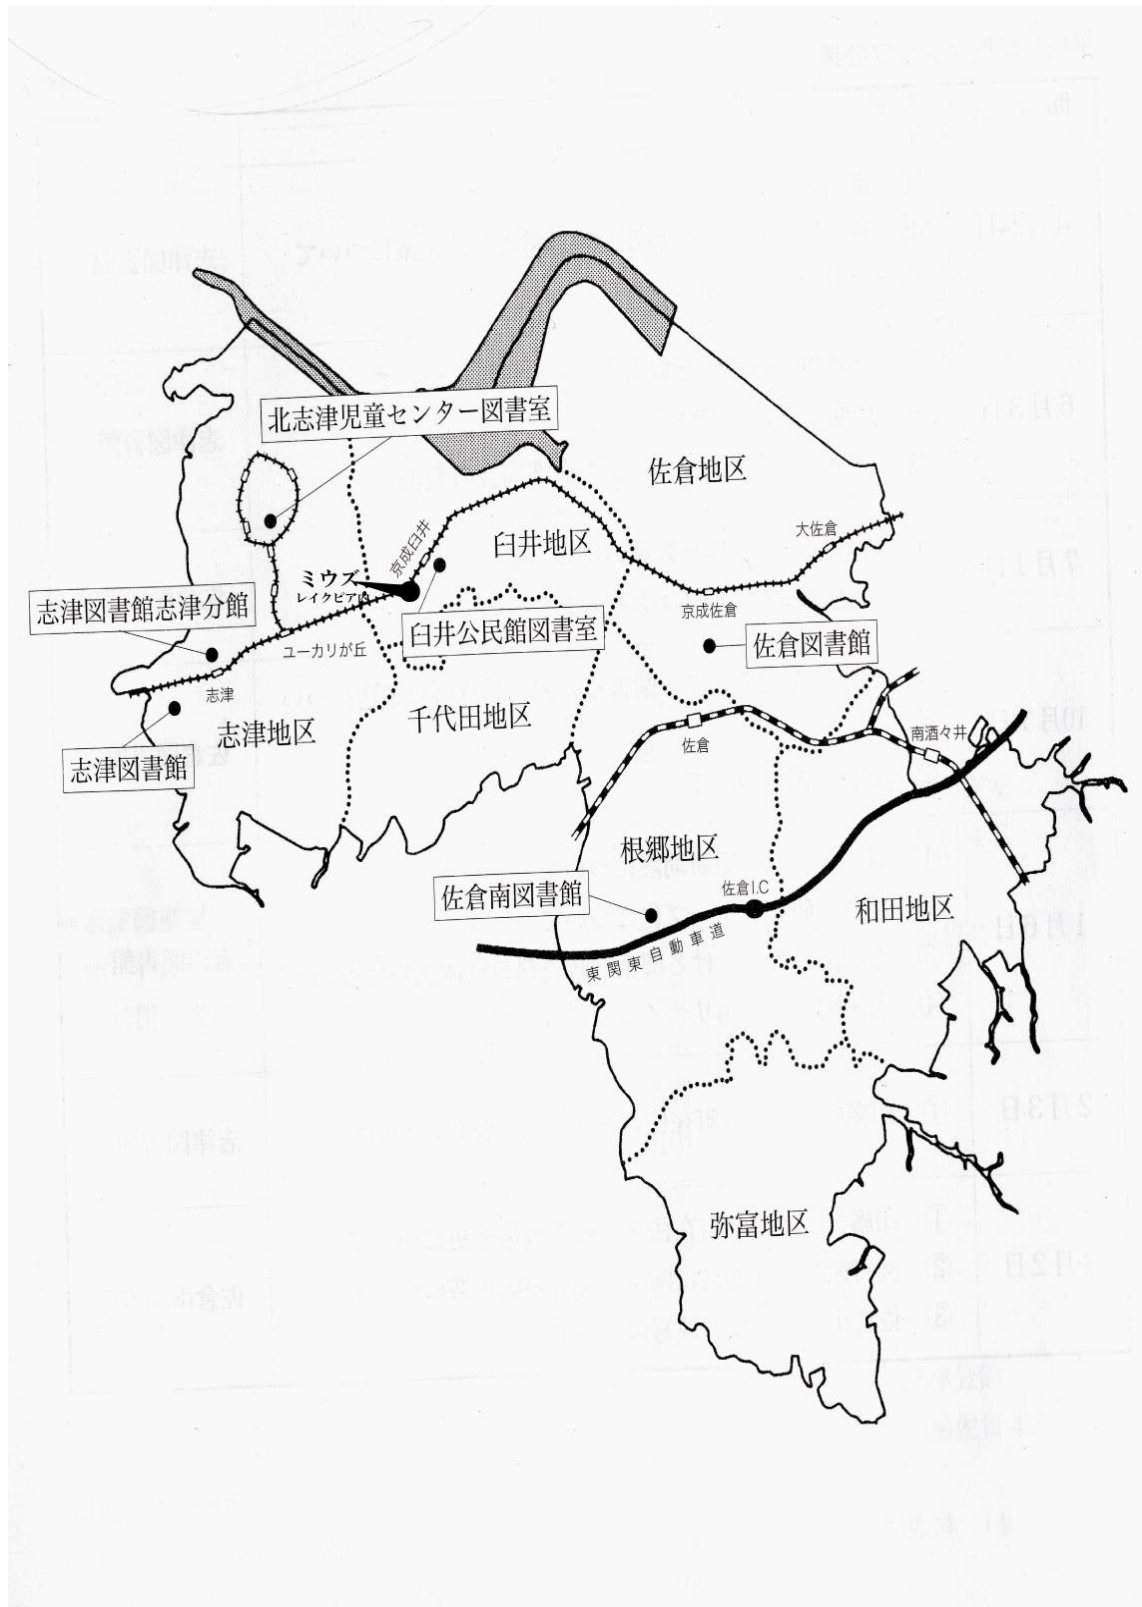 北志津児童センター図書室
佐倉地区
大佐倉
臼井地区
京成臼井
ミウズ
レイクピア内
志津図書館志津分館
京成佐倉
臼井公民館図書室
佐倉図書館
ユーカリが丘
志津
千代田地区
志津地区
佐倉
南酒々井
志津図書館
根郷地区
佐倉I.C
佐倉南図書館
和田地区
東関東自動車道
弥富地区